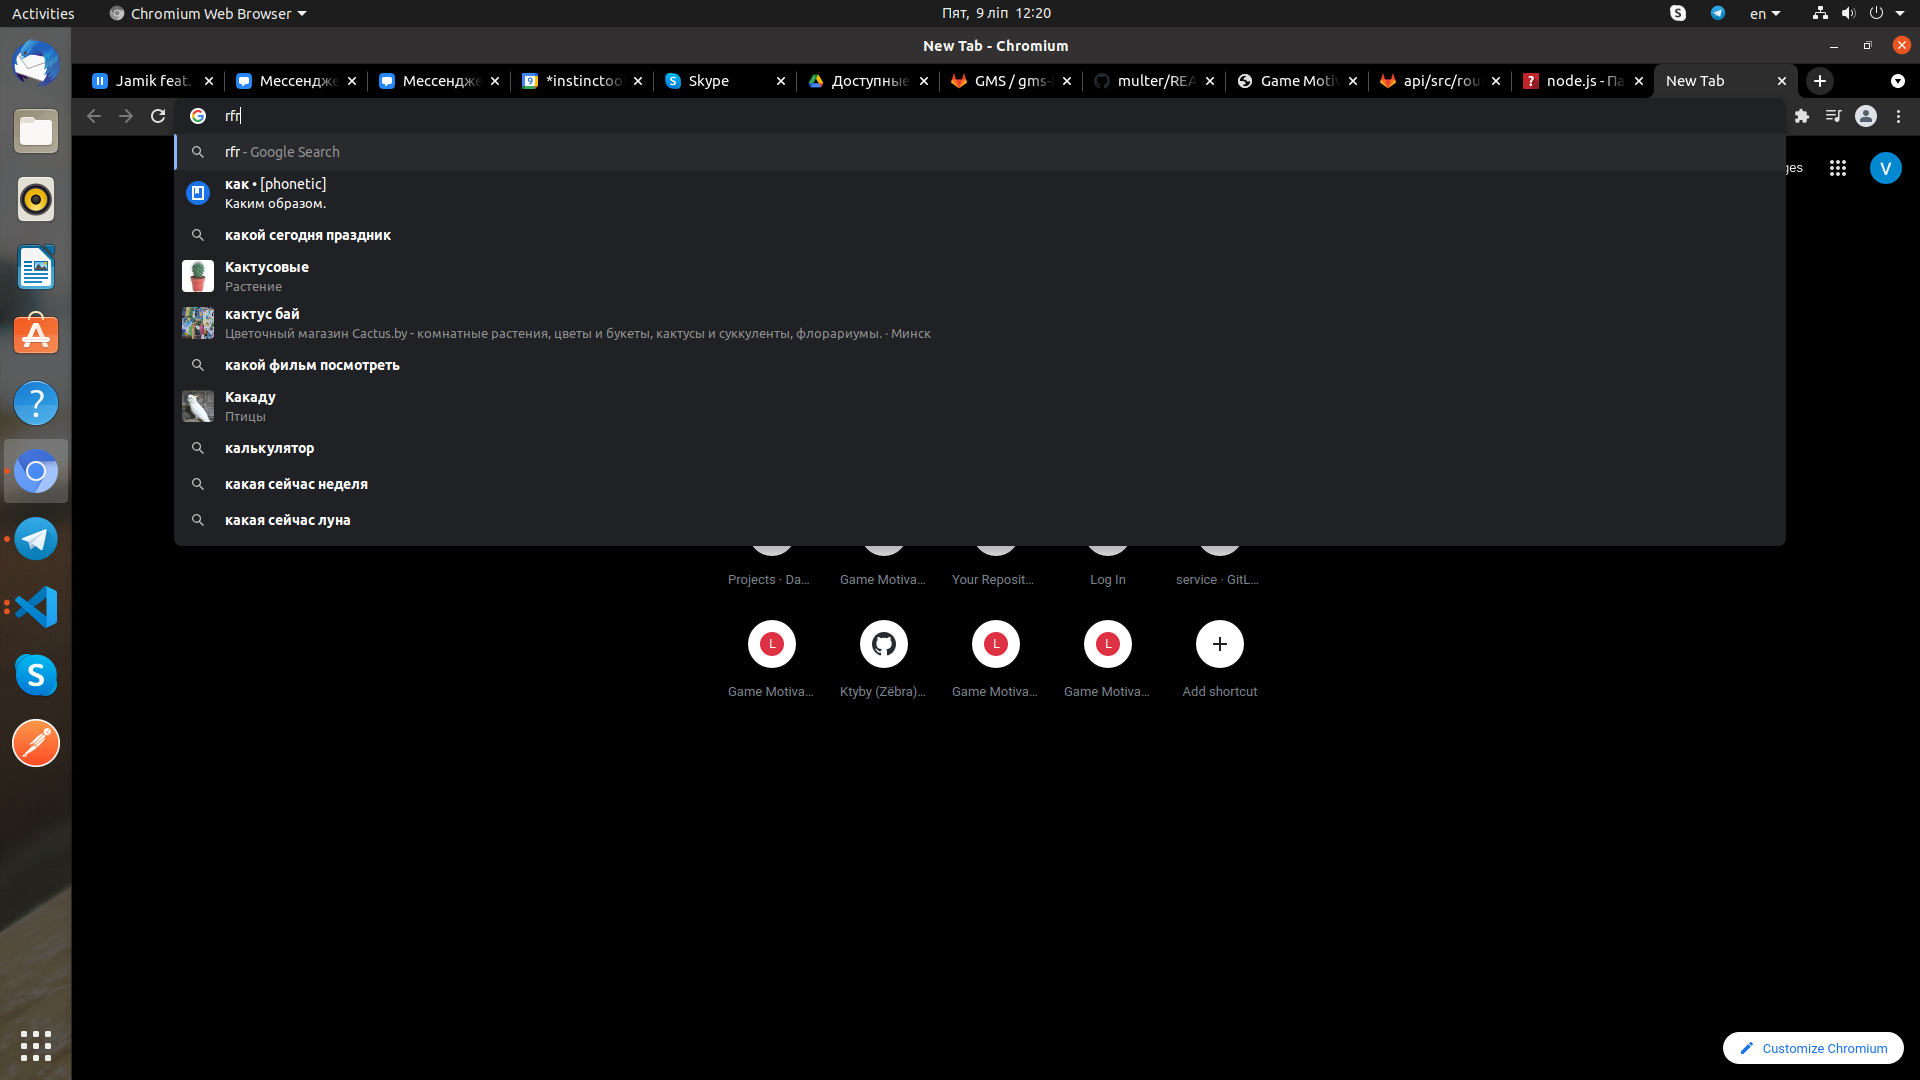 Activities
Chromium Web Browser
Пят, 9 ліп 12:20
en
New Tab - Chromium
Jamik feat.
Мессендже
Мессендже
*instinctoo
Skype
Доступные
GMS / gms-
multer/REA
Game Motiv
api/src/rou
node.js - Па
New Tab
rfr
rfr - Google Search
как • [phonetic]
Каким образом.
какой сегодня праздник
Кактусовые
Растение
кактус бай
Цветочный магазин Cactus.by - комнатные растения, цветы и букеты, кактусы и суккуленты, флорариумы. · Минск
какой фильм посмотреть
Какаду
Птицы
калькулятор
какая сейчас неделя
какая сейчас луна
ges
V
Projects · Da...
Game Motiva...
Your Reposit...
Log In
service · GitL...
L
L
L
Game Motiva...
Ktyby (Zëbra)...
Game Motiva...
Game Motiva...
Add shortcut
Customize Chromium